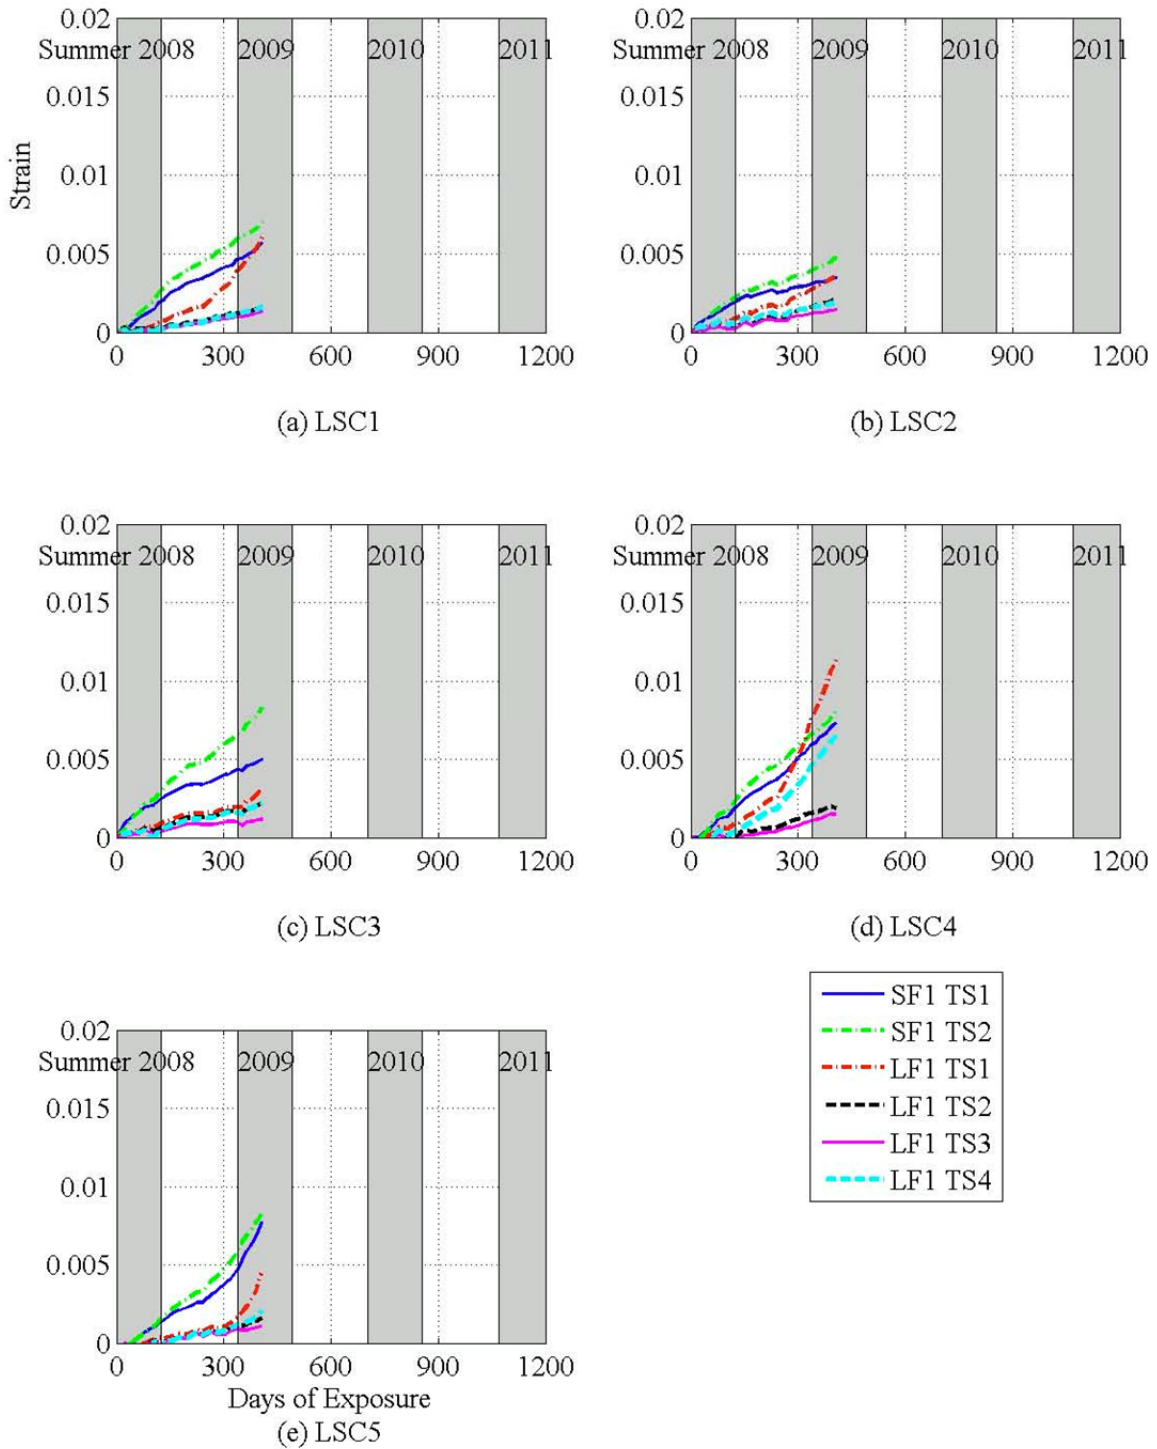 0.02
Summer 2008 2009 2010 2011
0.015
0.01
0.005
0
0 300 600 900 1200
Strain
(a) LSC1
0.02
Summer 2008 2009 2010 2011
0.015
0.01
0.005
0
0 300 600 900 1200
(b) LSC2
0.02
Summer 2008 2009 2010 2011
0.015
0.01
0.005
0
0 300 600 900 1200
(c) LSC3
0.02
Summer 2008 2009 2010 2011
0.015
0.01
0.005
0
0 300 600 900 1200
(d) LSC4
SF1 TS1
SF1 TS2
LF1 TS1
LF1 TS2
LF1 TS3
LF1 TS4
0.02
Summer 2008 2009 2010 2011
0.015
0.01
0.005
0
0 300 600 900 1200
Days of Exposure
(e) LSC5